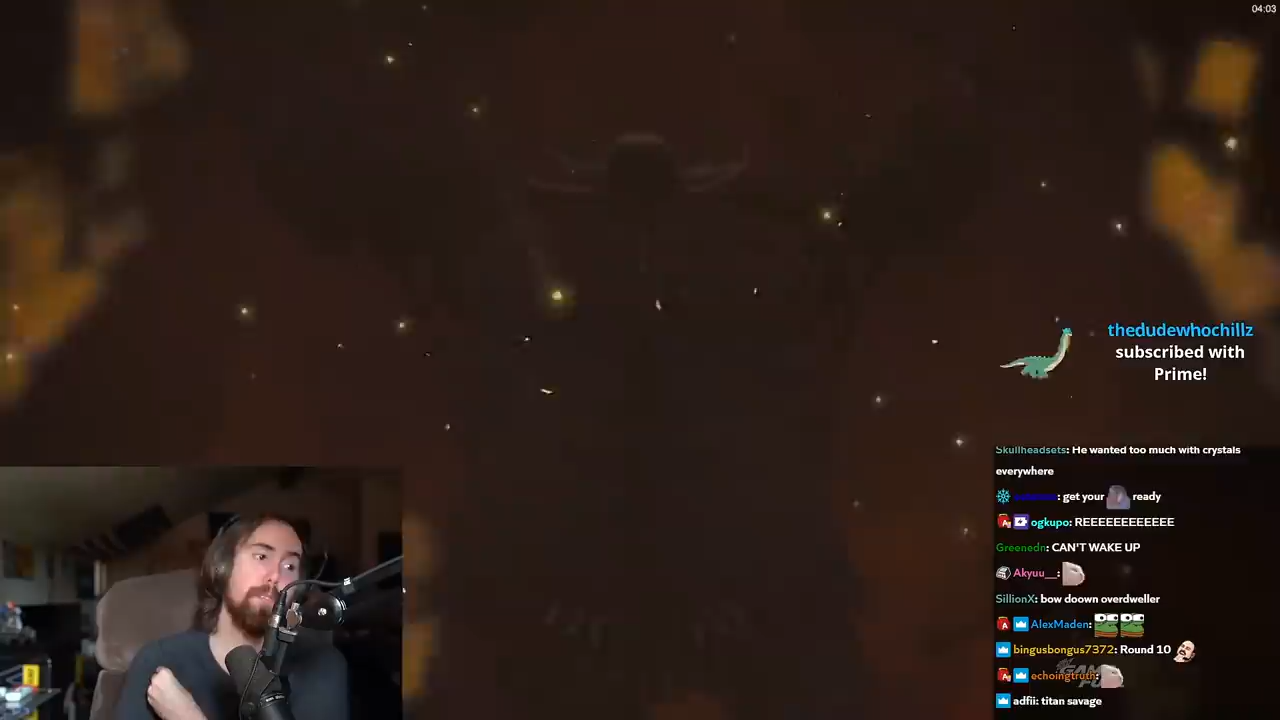 04:03
thedudewhochillz
subscribed with
Prime!
Skullheadsets: He wanted too much with crystals
everywhere
: get your ready
ogkupo: REEEEEEEEEEEE
Greenedn: CAN'T WAKE UP
Akyuu__:
SillionX: bow doown overdweller
AlexMaden:
bingusbongus7372: Round 10
echoingtruth:
adfii: titan savage